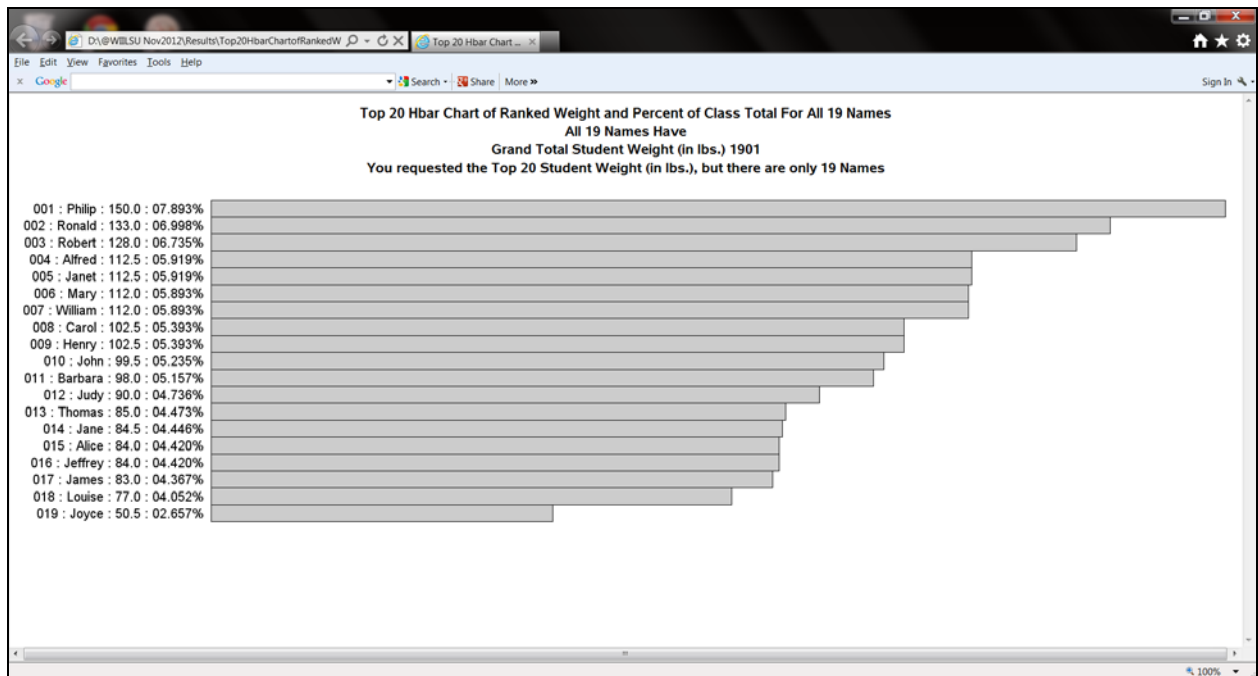 D:\@WIILSU Nov2012\Results\Top20HbarChartofRankedW
Top 20 Hbar Chart ...
File Edit View Favorites Tools Help
x Google Search Share More »
Sign In
Top 20 Hbar Chart of Ranked Weight and Percent of Class Total For All 19 Names
All 19 Names Have
Grand Total Student Weight (in lbs.) 1901
You requested the Top 20 Student Weight (in lbs.), but there are only 19 Names
001 : Philip : 150.0 : 07.893%
002 : Ronald : 133.0 : 06.998%
003 : Robert : 128.0 : 06.735%
004 : Alfred : 112.5 : 05.919%
005 : Janet : 112.5 : 05.919%
006 : Mary : 112.0 : 05.893%
007 : William : 112.0 : 05.893%
008 : Carol : 102.5 : 05.393%
009 : Henry : 102.5 : 05.393%
010 : John : 99.5 : 05.235%
011 : Barbara : 98.0 : 05.157%
012 : Judy : 90.0 : 04.736%
013 : Thomas : 85.0 : 04.473%
014 : Jane : 84.5 : 04.446%
015 : Alice : 84.0 : 04.420%
016 : Jeffrey : 84.0 : 04.420%
017 : James : 83.0 : 04.367%
018 : Louise : 77.0 : 04.052%
019 : Joyce : 50.5 : 02.657%
100%